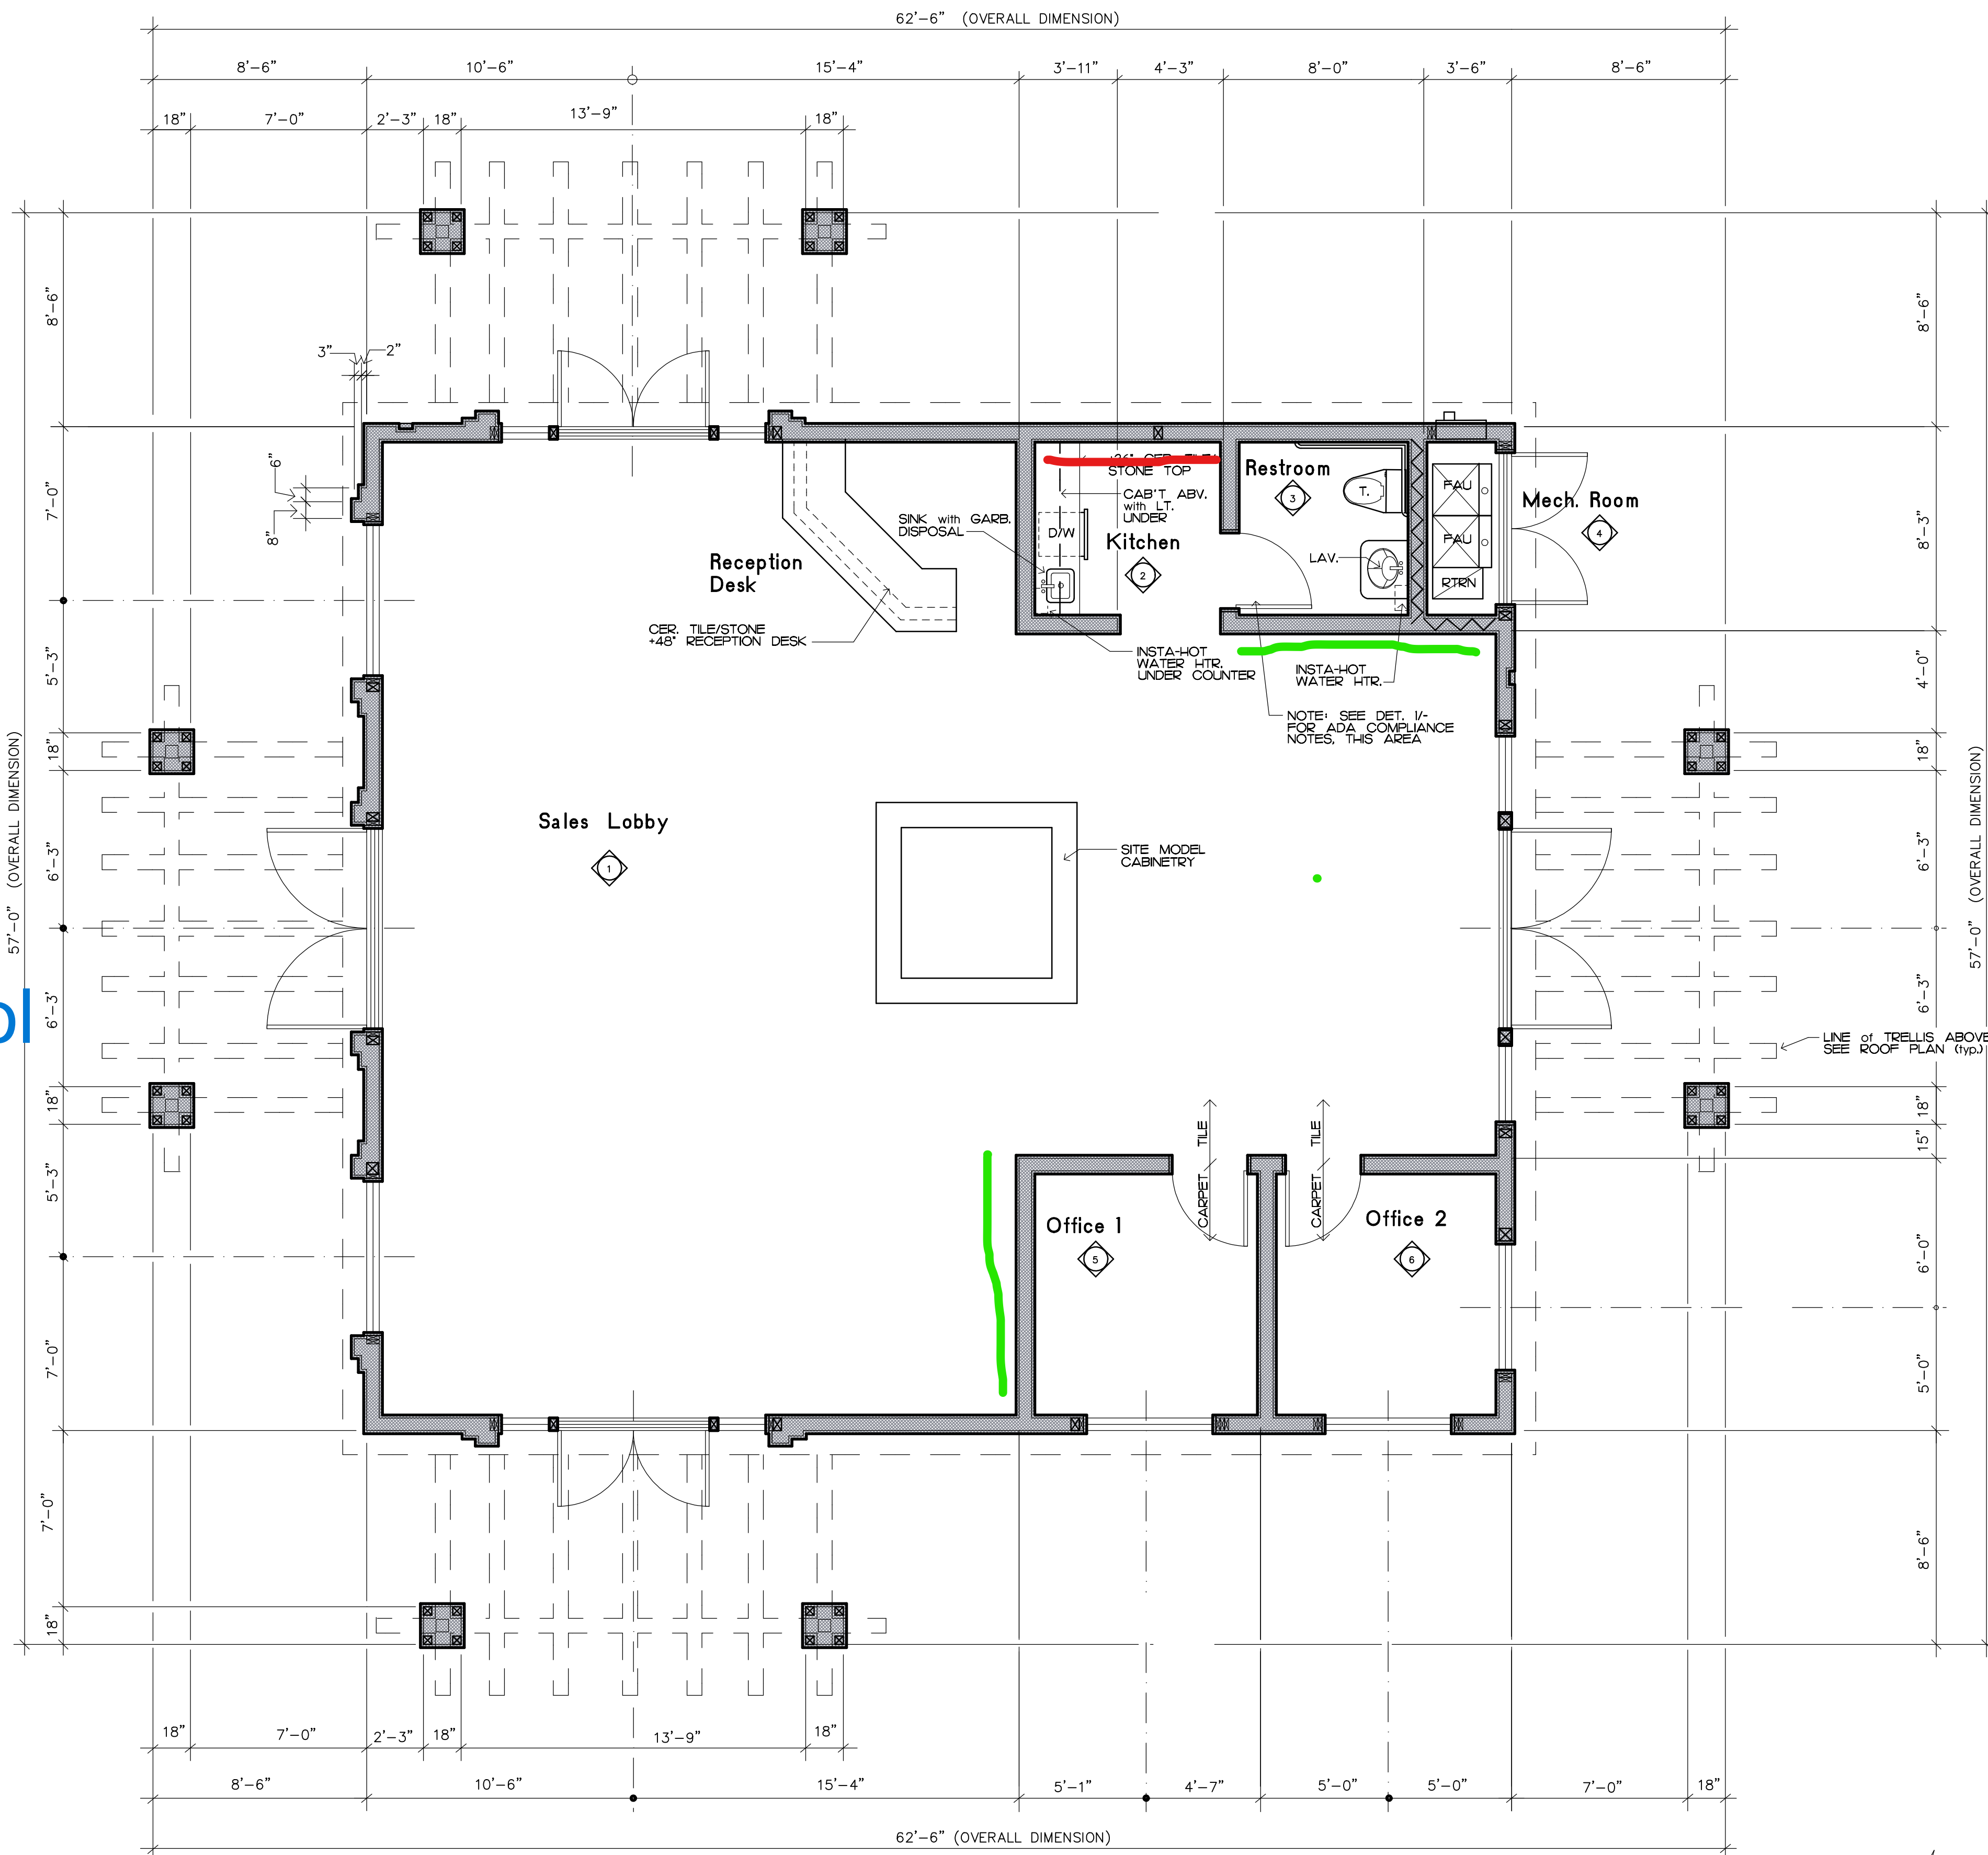 62'-6" (OVERALL DIMENSION)
8'-6" 10'-6" 15'-4" 3'-11" 4'-3" 8'-0" 3'-6" 8'-6"
18" 7'-0" 2'-3" 18" 13'-9" 18"
8'-6"
8'-6"
3" 2"
6"
8"
7'-0"
5'-3"
18"
6'-3"
6'-3'
18"
5'-3"
7'-0"
7'-0"
18"
57'-0" (OVERALL DIMENSION)
ol
STONE TOP
CAB'T ABV.
with LT.
UNDER
SINK with GARB.
DISPOSAL
D/W
Kitchen
2
Restroom
3
T.
LAV.
FAU
FAU
RTRN
Mech. Room
4
Reception
Desk
CER. TILE/STONE
+48" RECEPTION DESK
INSTA-HOT
WATER HTR.
UNDER COUNTER
INSTA-HOT
WATER HTR.
NOTE: SEE DET. 1/-
FOR ADA COMPLIANCE
NOTES, THIS AREA
Sales Lobby
1
SITE MODEL
CABINETRY
LINE of TRELLIS ABOVE
SEE ROOF PLAN (typ.)
CARPET TILE
CARPET TILE
Office 1
5
Office 2
6
8'-3"
4'-0"
18"
6'-3"
6'-3"
18"
15"
6'-0"
5'-0"
8'-6"
57'-0" (OVERALL DIMENSION)
18" 7'-0" 2'-3" 18" 13'-9" 18"
8'-6" 10'-6" 15'-4" 5'-1" 4'-7" 5'-0" 5'-0" 7'-0" 18"
62'-6" (OVERALL DIMENSION)